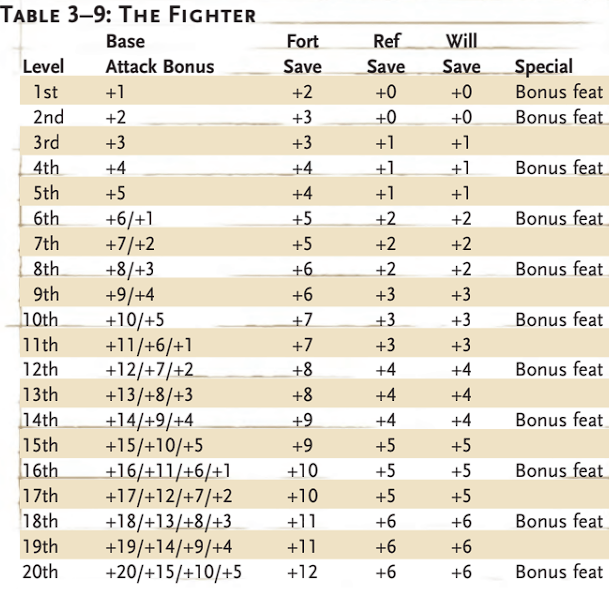 TABLE 3–9: THE FIGHTER
Base Fort Ref Will
Level Attack Bonus Save Save Save Special
1st +1 +2 +0 +0 Bonus feat
2nd +2 +3 +0 +0 Bonus feat
3rd +3 +3 +1 +1
4th +4 +4 +1 +1 Bonus feat
5th +5 +4 +1 +1
6th +6/+1 +5 +2 +2 Bonus feat
7th +7/+2 +5 +2 +2
8th +8/+3 +6 +2 +2 Bonus feat
9th +9/+4 +6 +3 +3
10th +10/+5 +7 +3 +3 Bonus feat
11th +11/+6/+1 +7 +3 +3
12th +12/+7/+2 +8 +4 +4 Bonus feat
13th +13/+8/+3 +8 +4 +4
14th +14/+9/+4 +9 +4 +4 Bonus feat
15th +15/+10/+5 +9 +5 +5
16th +16/+11/+6/+1 +10 +5 +5 Bonus feat
17th +17/+12/+7/+2 +10 +5 +5
18th +18/+13/+8/+3 +11 +6 +6 Bonus feat
19th +19/+14/+9/+4 +11 +6 +6
20th +20/+15/+10/+5 +12 +6 +6 Bonus feat